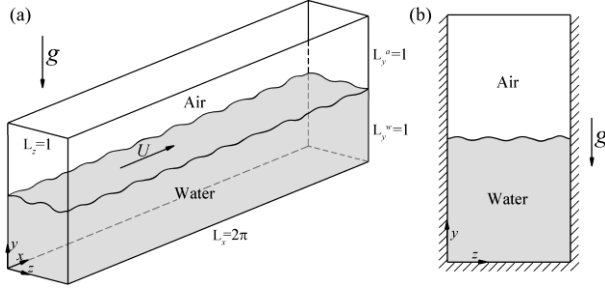 (a)
g
L_z=1
Air
U
Water
L_y^a=1
L_y^w=1
L_x=2π
y
x
z
(b)
Air
Water
g
y
z